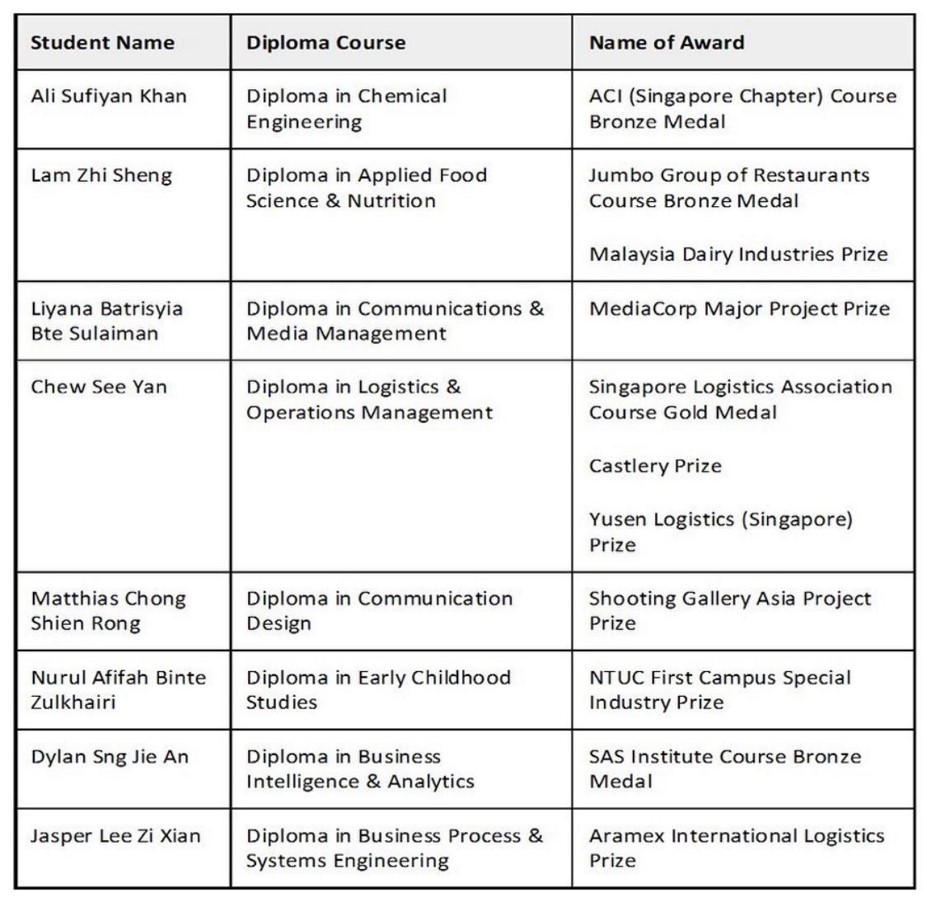 Student Name
Diploma Course
Name of Award
Ali Sufiyan Khan
Diploma in Chemical
Engineering
ACI (Singapore Chapter) Course
Bronze Medal
Lam Zhi Sheng
Diploma in Applied Food
Science & Nutrition
Jumbo Group of Restaurants
Course Bronze Medal
Malaysia Dairy Industries Prize
Liyana Batrisyia
Bte Sulaiman
Diploma in Communications &
Media Management
MediaCorp Major Project Prize
Chew See Yan
Diploma in Logistics &
Operations Management
Singapore Logistics Association
Course Gold Medal
Castlery Prize
Yusen Logistics (Singapore)
Prize
Matthias Chong
Shien Rong
Diploma in Communication
Design
Shooting Gallery Asia Project
Prize
Nurul Afifah Binte
Zulkhairi
Diploma in Early Childhood
Studies
NTUC First Campus Special
Industry Prize
Dylan Sng Jie An
Diploma in Business
Intelligence & Analytics
SAS Institute Course Bronze
Medal
Jasper Lee Zi Xian
Diploma in Business Process &
Systems Engineering
Aramex International Logistics
Prize